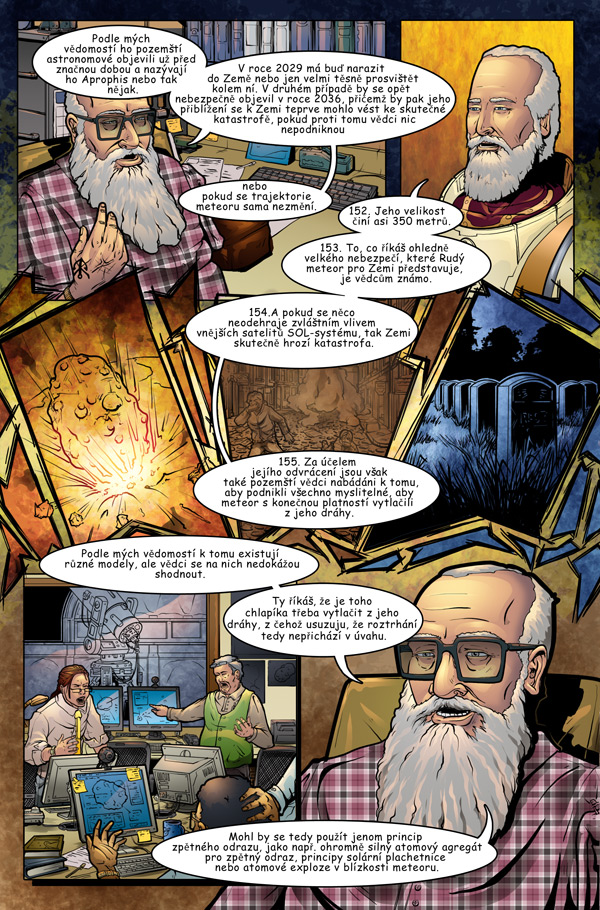 Podle mých
vědomostí ho pozemští
astronomové objevili už před
značnou dobou a nazývají
ho Aprophis nebo tak
nějak.
V roce 2029 má buď narazit
do Země nebo jen velmi těsně prosvištět
kolem ní. V druhém případě by se opět
nebezpečně objevil v roce 2036, přičemž by pak jeho
přiblížení se k Zemi teprve mohlo vést ke skutečné
katastrofě, pokud proti tomu vědci nic
nepodniknou
nebo
pokud se trajektorie
meteoru sama nezmění.
152. Jeho velikost
činí asi 350 metrů.
153. To, co říkáš ohledně
velkého nebezpečí, které Rudý
meteor pro Zemi představuje,
je vědcům známo.
154.A pokud se něco
neodehraje zvláštním vlivem
vnějších satelitů SOL-systému, tak Zemi
skutečně hrozí katastrofa.
155. Za účelem
jejího odvrácení jsou však
také pozemští vědci nabádáni k tomu,
aby podnikli všechno myslitelné, aby
meteor s konečnou platností vytlačili
z jeho dráhy.
Podle mých vědomostí k tomu existují
různé modely, ale vědci se na nich nedokážou
shodnout.
Ty říkáš, že je toho
chlapíka třeba vytlačit z jeho
dráhy, z čehož usuzuju, že roztrhání
tedy nepřichází v úvahu.
Mohl by se tedy použít jenom princip
zpětného odrazu, jako např. ohromně silný atomový agregát
pro zpětný odraz, principy solární plachetnice
nebo atomové exploze v blízkosti meteoru.